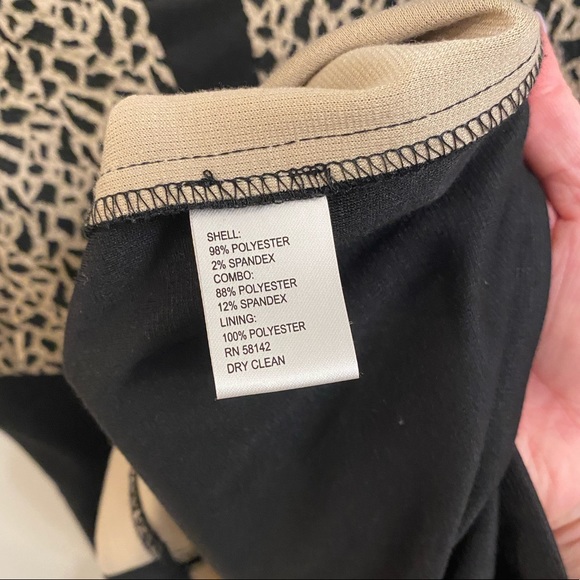 SHELL:
98% POLYESTER
2% SPANDEX
COMBO:
88% POLYESTER
12% SPANDEX
LINING:
100% POLYESTER
RN 58142
DRY CLEAN